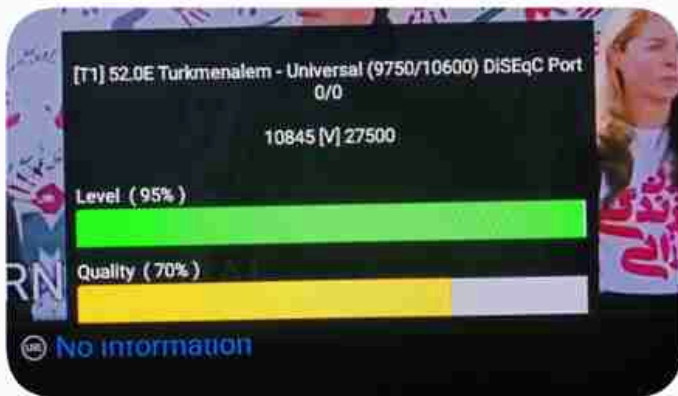 [T1] 52.0E Turkmenalem - Universal (9750/10600) DiSEqC Port
0/0
10845 [V] 27500
Level ( 95% )
Quality ( 70% )
RN
No information